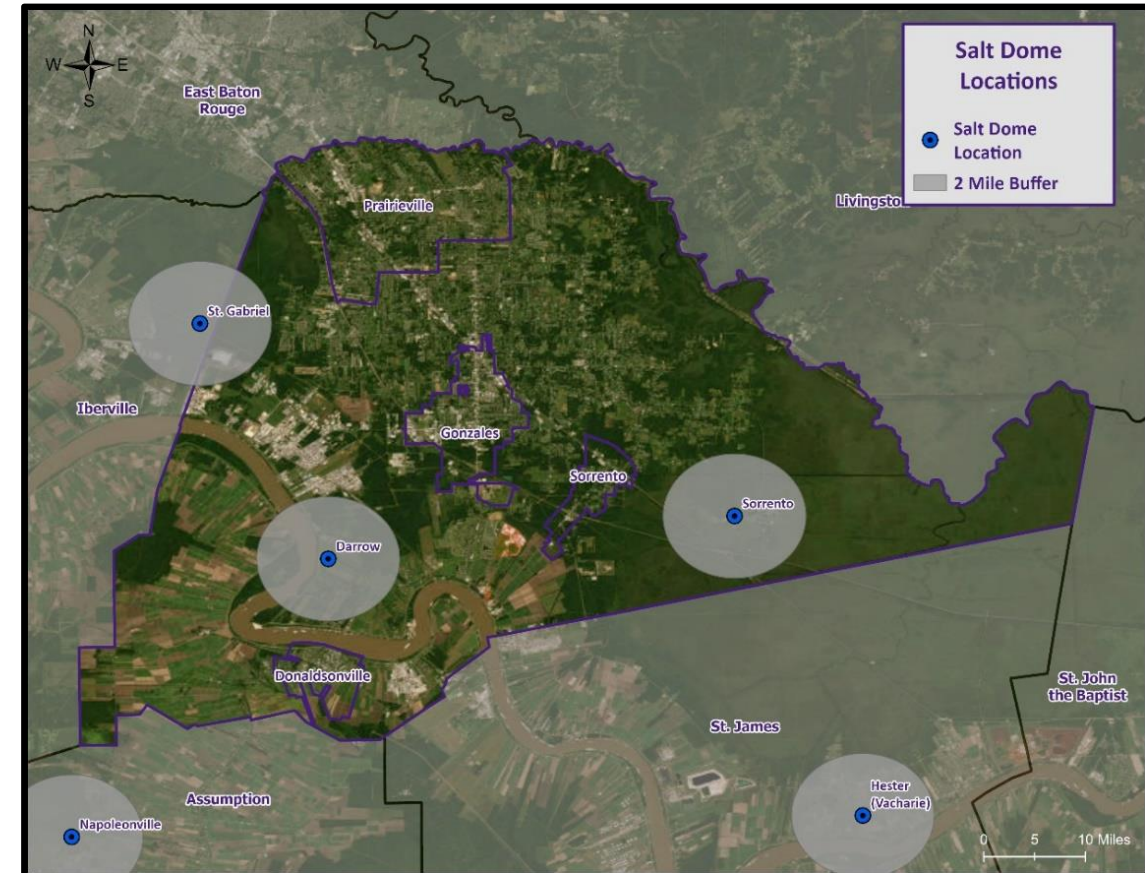 N
W E
S
East Baton
Rouge
Salt Dome
Locations
Salt Dome
Location
2 Mile Buffer
Prairieville
St. Gabriel
Iberville
Gonzales
Sorrento
Sorrento
Darrow
Donaldsonville
St. John
the Baptist
St. James
Assumption
Napoleonville
Hester
(Vacharie)
0 5 10 Miles